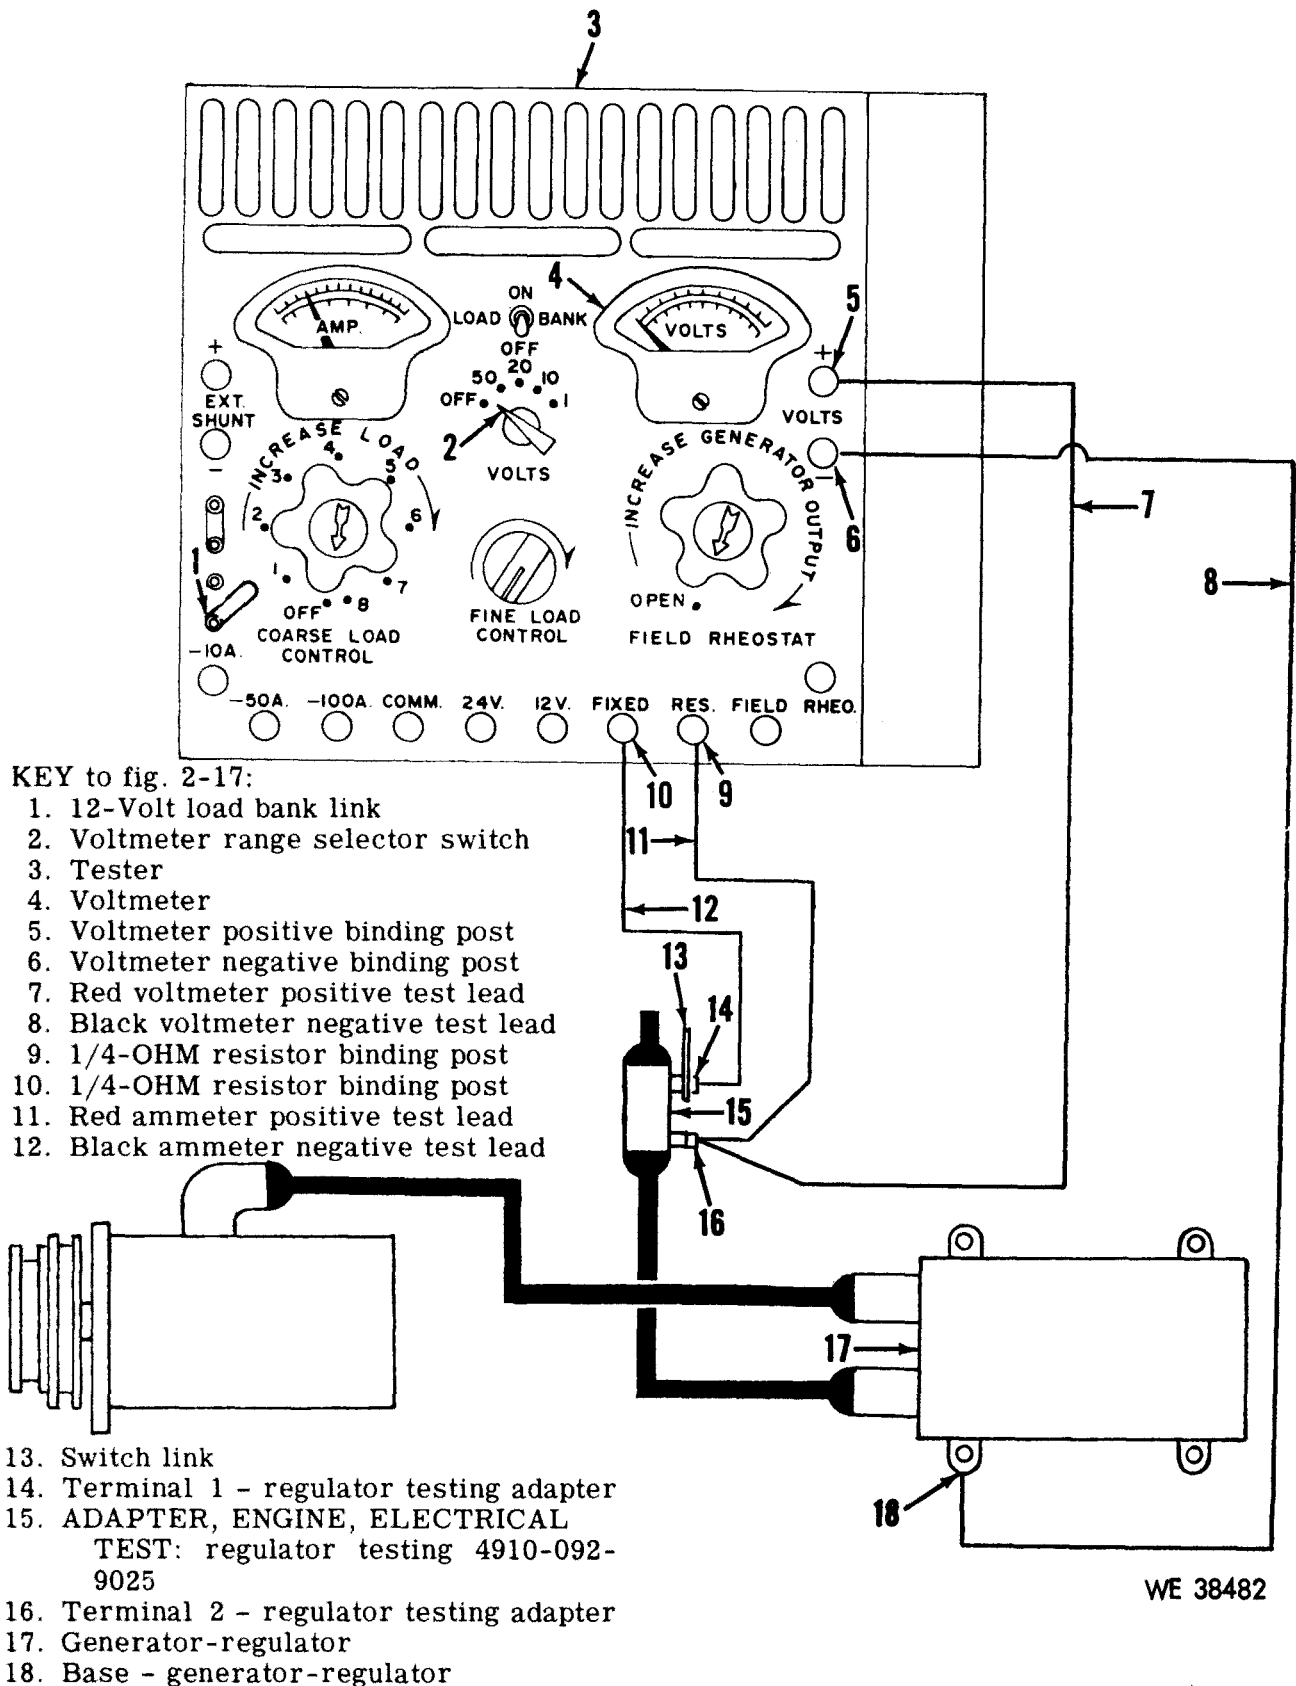 3
4
ON
LOAD BANK
OFF
AMP.
VOLTS
5
+
+
EXT.
SHUNT
−
50 20 10
OFF 1
2
VOLTS
VOLTS
−
INCREASE LOAD
INCREASE GENERATOR OUTPUT
1 2 3 4 5 6 7 8
OFF
COARSE LOAD
CONTROL
FINE LOAD
CONTROL
OPEN
FIELD RHEOSTAT
6
7
8
1
-10A.
-50A. -100A. COMM. 24V. 12V. FIXED RES. FIELD RHEO.
10
9
11
12
13
14
15
16
17
18
KEY to fig. 2-17:
1. 12-Volt load bank link
2. Voltmeter range selector switch
3. Tester
4. Voltmeter
5. Voltmeter positive binding post
6. Voltmeter negative binding post
7. Red voltmeter positive test lead
8. Black voltmeter negative test lead
9. 1/4-OHM resistor binding post
10. 1/4-OHM resistor binding post
11. Red ammeter positive test lead
12. Black ammeter negative test lead
13. Switch link
14. Terminal 1 - regulator testing adapter
15. ADAPTER, ENGINE, ELECTRICAL
TEST: regulator testing 4910-092-
9025
16. Terminal 2 - regulator testing adapter
17. Generator-regulator
18. Base - generator-regulator
WE 38482